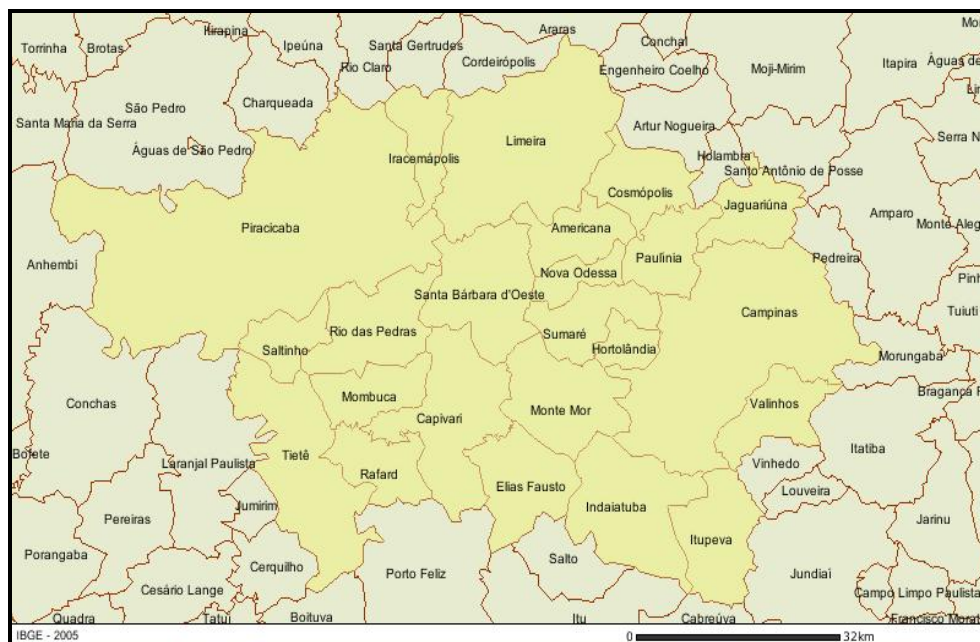 Torrinha
Brotas
Itirapina
Ipeúna
Rio Claro
Santa Gertrudes
Cordeirópolis
Araras
Conchal
Engenheiro Coelho
Moji-Mirim
Itapira
Santa Maria da Serra
São Pedro
Charqueada
Águas de São Pedro
Iracemápolis
Limeira
Artur Nogueira
Holambra
Santo Antônio de Posse
Cosmópolis
Jaguariúna
Amparo
Piracicaba
Americana
Paulínia
Pedreira
Anhembi
Nova Odessa
Santa Bárbara d'Oeste
Campinas
Tuiuti
Rio das Pedras
Sumaré
Hortolândia
Saltinho
Morungaba
Conchas
Mombuca
Capivari
Monte Mor
Valinhos
Itatiba
Bofete
Laranjal Paulista
Tietê
Rafard
Elias Fausto
Vinhedo
Louveira
Jumirim
Indaiatuba
Pereiras
Itupeva
Jarinu
Porangaba
Cerquilho
Salto
Cesário Lange
Porto Feliz
Jundiaí
Campo Limpo Paulista
Quadra
Tatuí
Boituva
Itu
Cabreúva
IBGE - 2005
0
32km